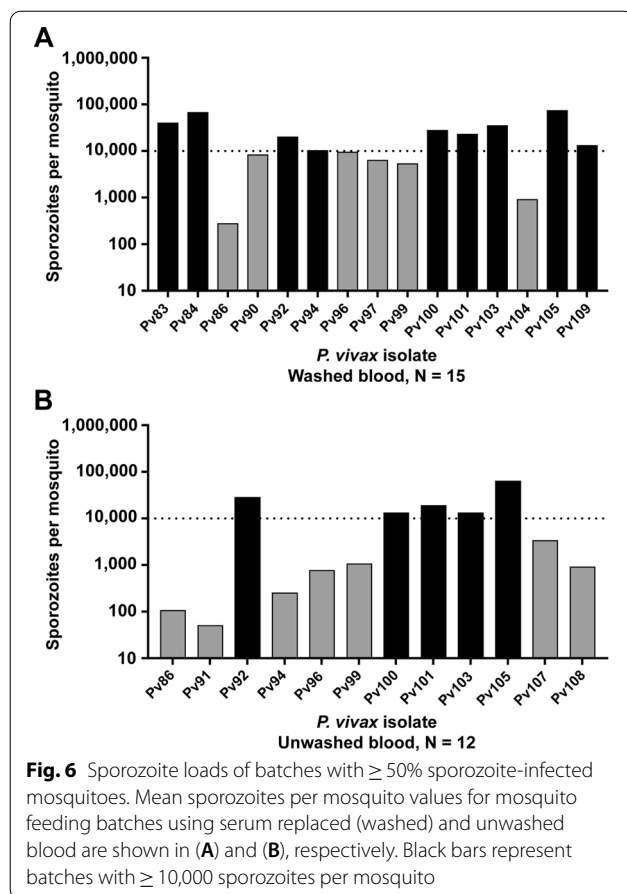 A
1,000,000
100,000
10,000
1,000
100
10
Sporozoites per mosquito
Pv83 Pv84 Pv86 Pv90 Pv92 Pv94 Pv96 Pv97 Pv99 Pv100 Pv101 Pv103 Pv104 Pv105 Pv109
P. vivax isolate
Washed blood, N = 15
B
1,000,000
100,000
10,000
1,000
100
10
Sporozoites per mosquito
Pv86 Pv91 Pv92 Pv94 Pv96 Pv99 Pv100 Pv101 Pv103 Pv105 Pv107 Pv108
P. vivax isolate
Unwashed blood, N = 12
Fig. 6 Sporozoite loads of batches with ≥ 50% sporozoite-infected
mosquitoes. Mean sporozoites per mosquito values for mosquito
feeding batches using serum replaced (washed) and unwashed
blood are shown in (A) and (B), respectively. Black bars represent
batches with ≥ 10,000 sporozoites per mosquito